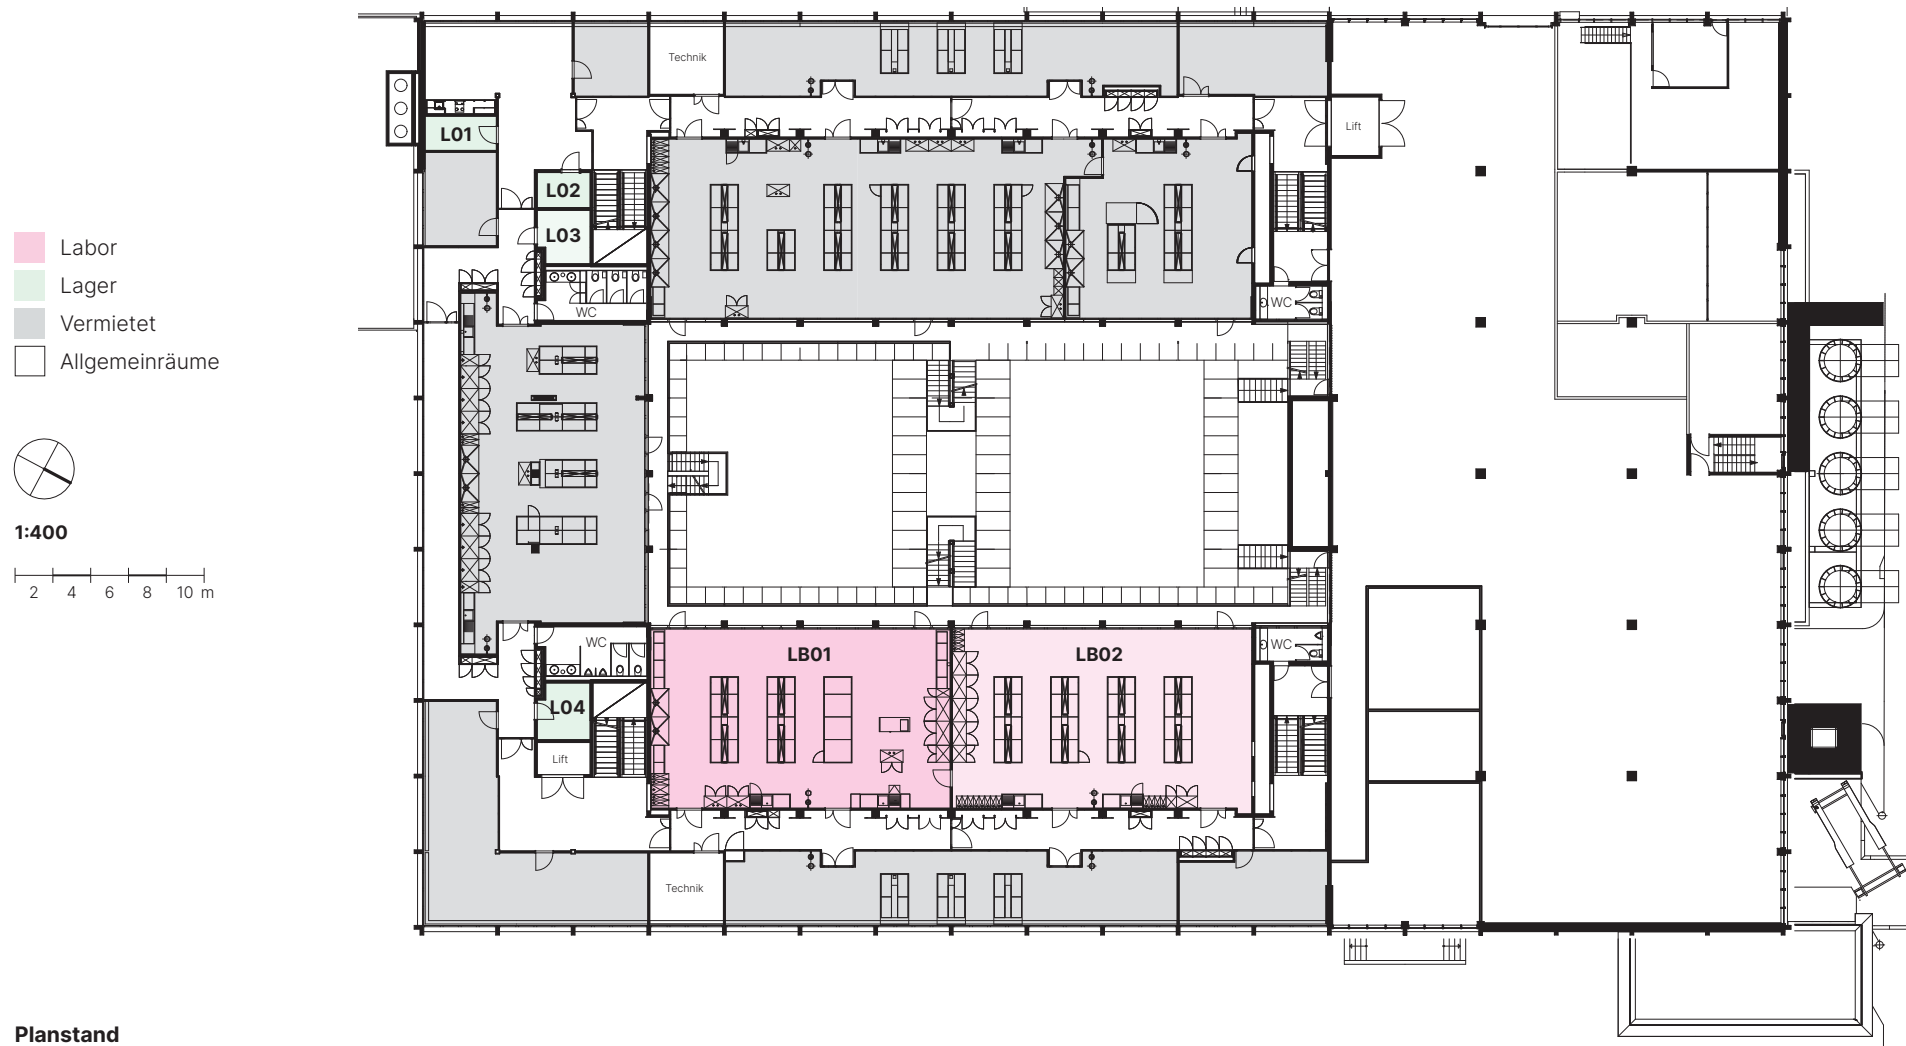 Technik
Lift
L01
L02
L03
Labor
Lager
Vermietet
Allgemeinräume
WC
WC
1:400
2 4 6 8 10 m
WC
WC
LB01
LB02
L04
Lift
Technik
Planstand